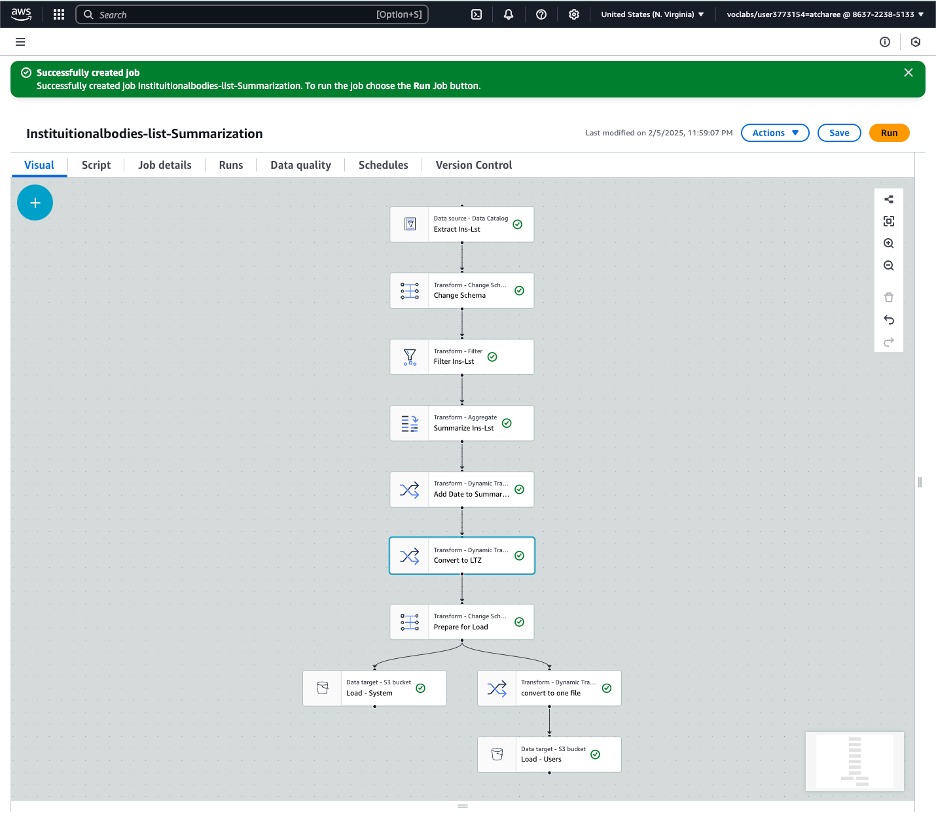 aws
Search
[Option+S]
United States (N. Virginia) ▼
voclabs/user3773154=atcharee @ 8637-2238-5133 ▼
Successfully created job
Successfully created job Instituitionalbodies-list-Summarization. To run the job choose the Run Job button.
Instituitionalbodies-list-Summarization
Last modified on 2/5/2025, 11:59:07 PM
Actions ▼
Save
Run
Visual
Script
Job details
Runs
Data quality
Schedules
Version Control
Data source - Data Catalog
Extract Ins-Lst
Transform - Change Sch...
Change Schema
Transform - Filter
Filter Ins-Lst
Transform - Aggregate
Summarize Ins-Lst
Transform - Dynamic Tra...
Add Date to Summar...
Transform - Dynamic Tra...
Convert to LTZ
Transform - Change Sch...
Prepare for Load
Data target - S3 bucket
Load - System
Transform - Dynamic Tra...
convert to one file
Data target - S3 bucket
Load - Users